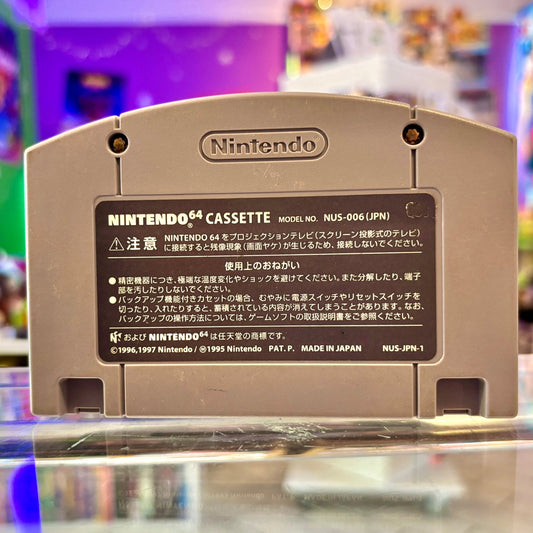 Nintendo
NINTENDO 64 CASSETTE MODEL NO. NUS-006 (JPN)
⚠注意 NINTENDO 64をプロジェクションテレビ(スクリーン投影式のテレビ)
に接続すると残像現象(画面ヤケ)が生じるため、接続しないでください。
使用上のおねがい
●精密機器につき、極端な温度変化やショックを避けてください。また分解したり、端子
部を汚したりしないでください。
●バックアップ機能付きカセットの場合、むやみに電源スイッチやリセットスイッチを
切ったり、入れたりすると、蓄積されている内容が消えてしまうことがあります。なお、
バックアップの操作方法については、ゲームソフトの取扱説明書をご参照ください。
および NINTENDO 64 は任天堂の商標です。
©1996,1997 Nintendo / Ⓜ1995 Nintendo PAT. P. MADE IN JAPAN NUS-JPN-1